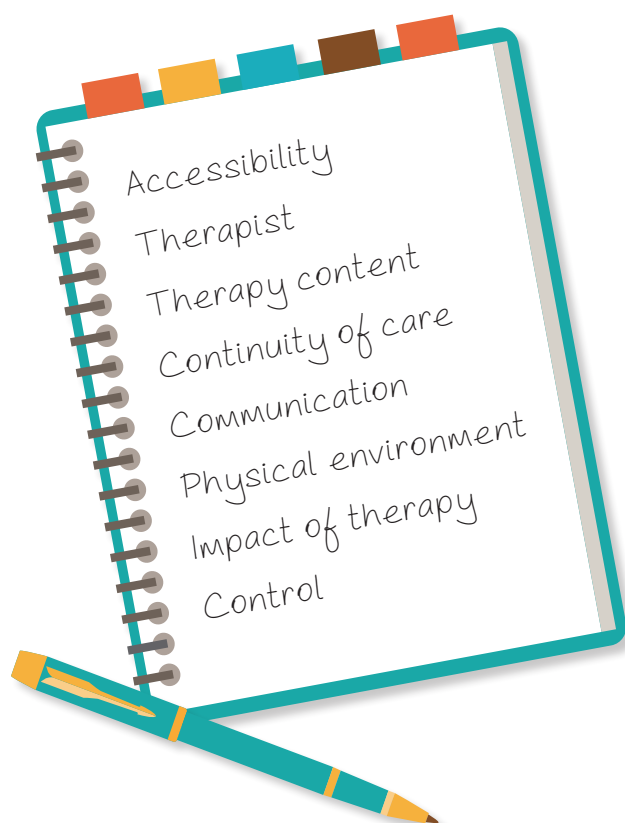 Accessibility
Therapist
Therapy content
Continuity of care
Communication
Physical environment
Impact of therapy
Control